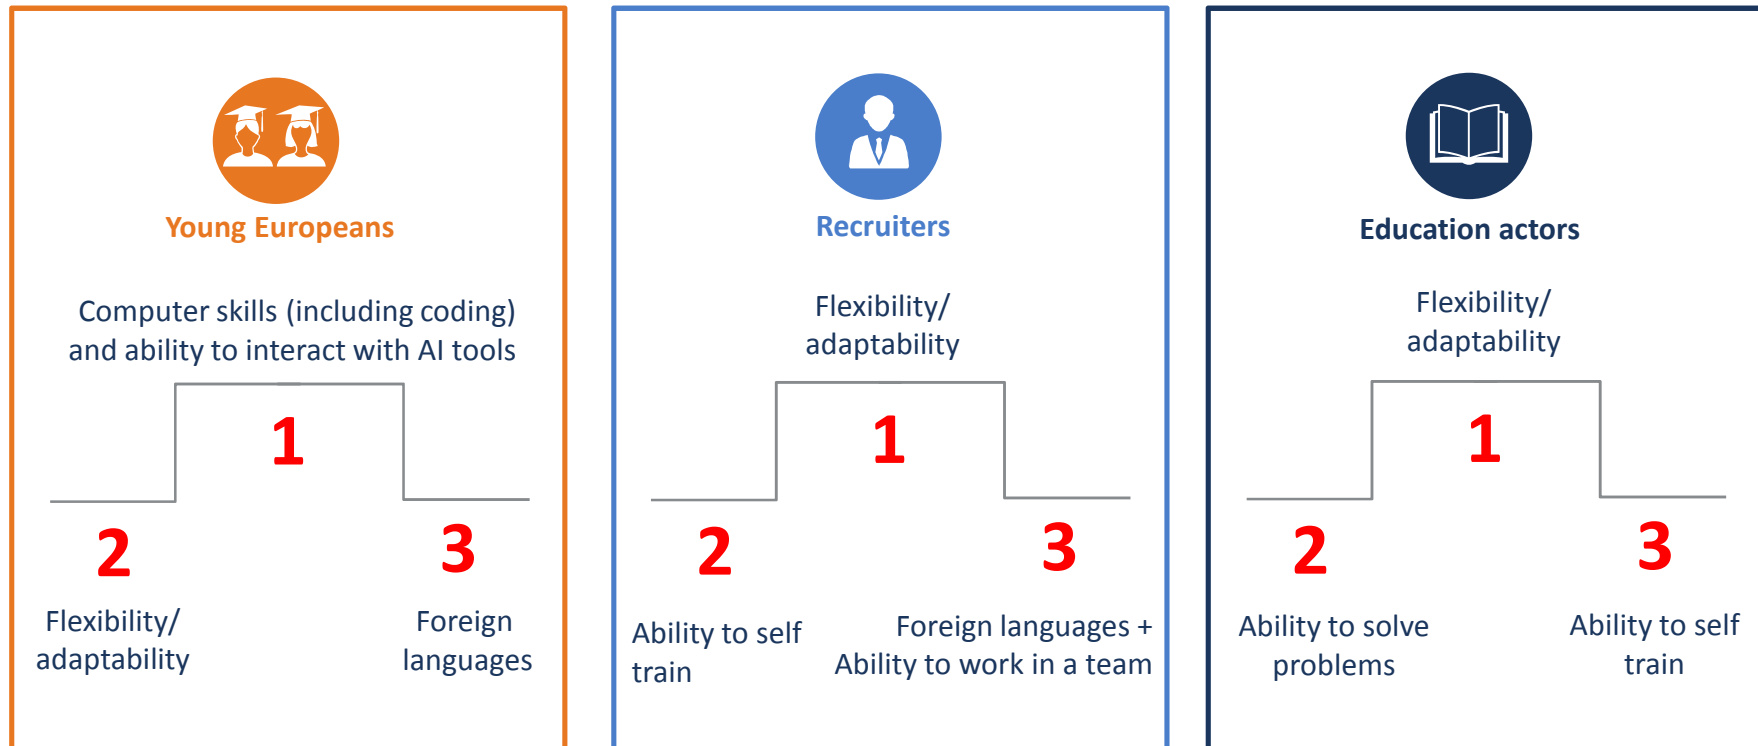 Young Europeans
Computer skills (including coding)
and ability to interact with AI tools
1
2
3
Flexibility/
adaptability
Foreign
languages
Recruiters
Flexibility/
adaptability
1
2
3
Ability to self
train
Foreign languages +
Ability to work in a team
Education actors
Flexibility/
adaptability
1
2
3
Ability to solve
problems
Ability to self
train